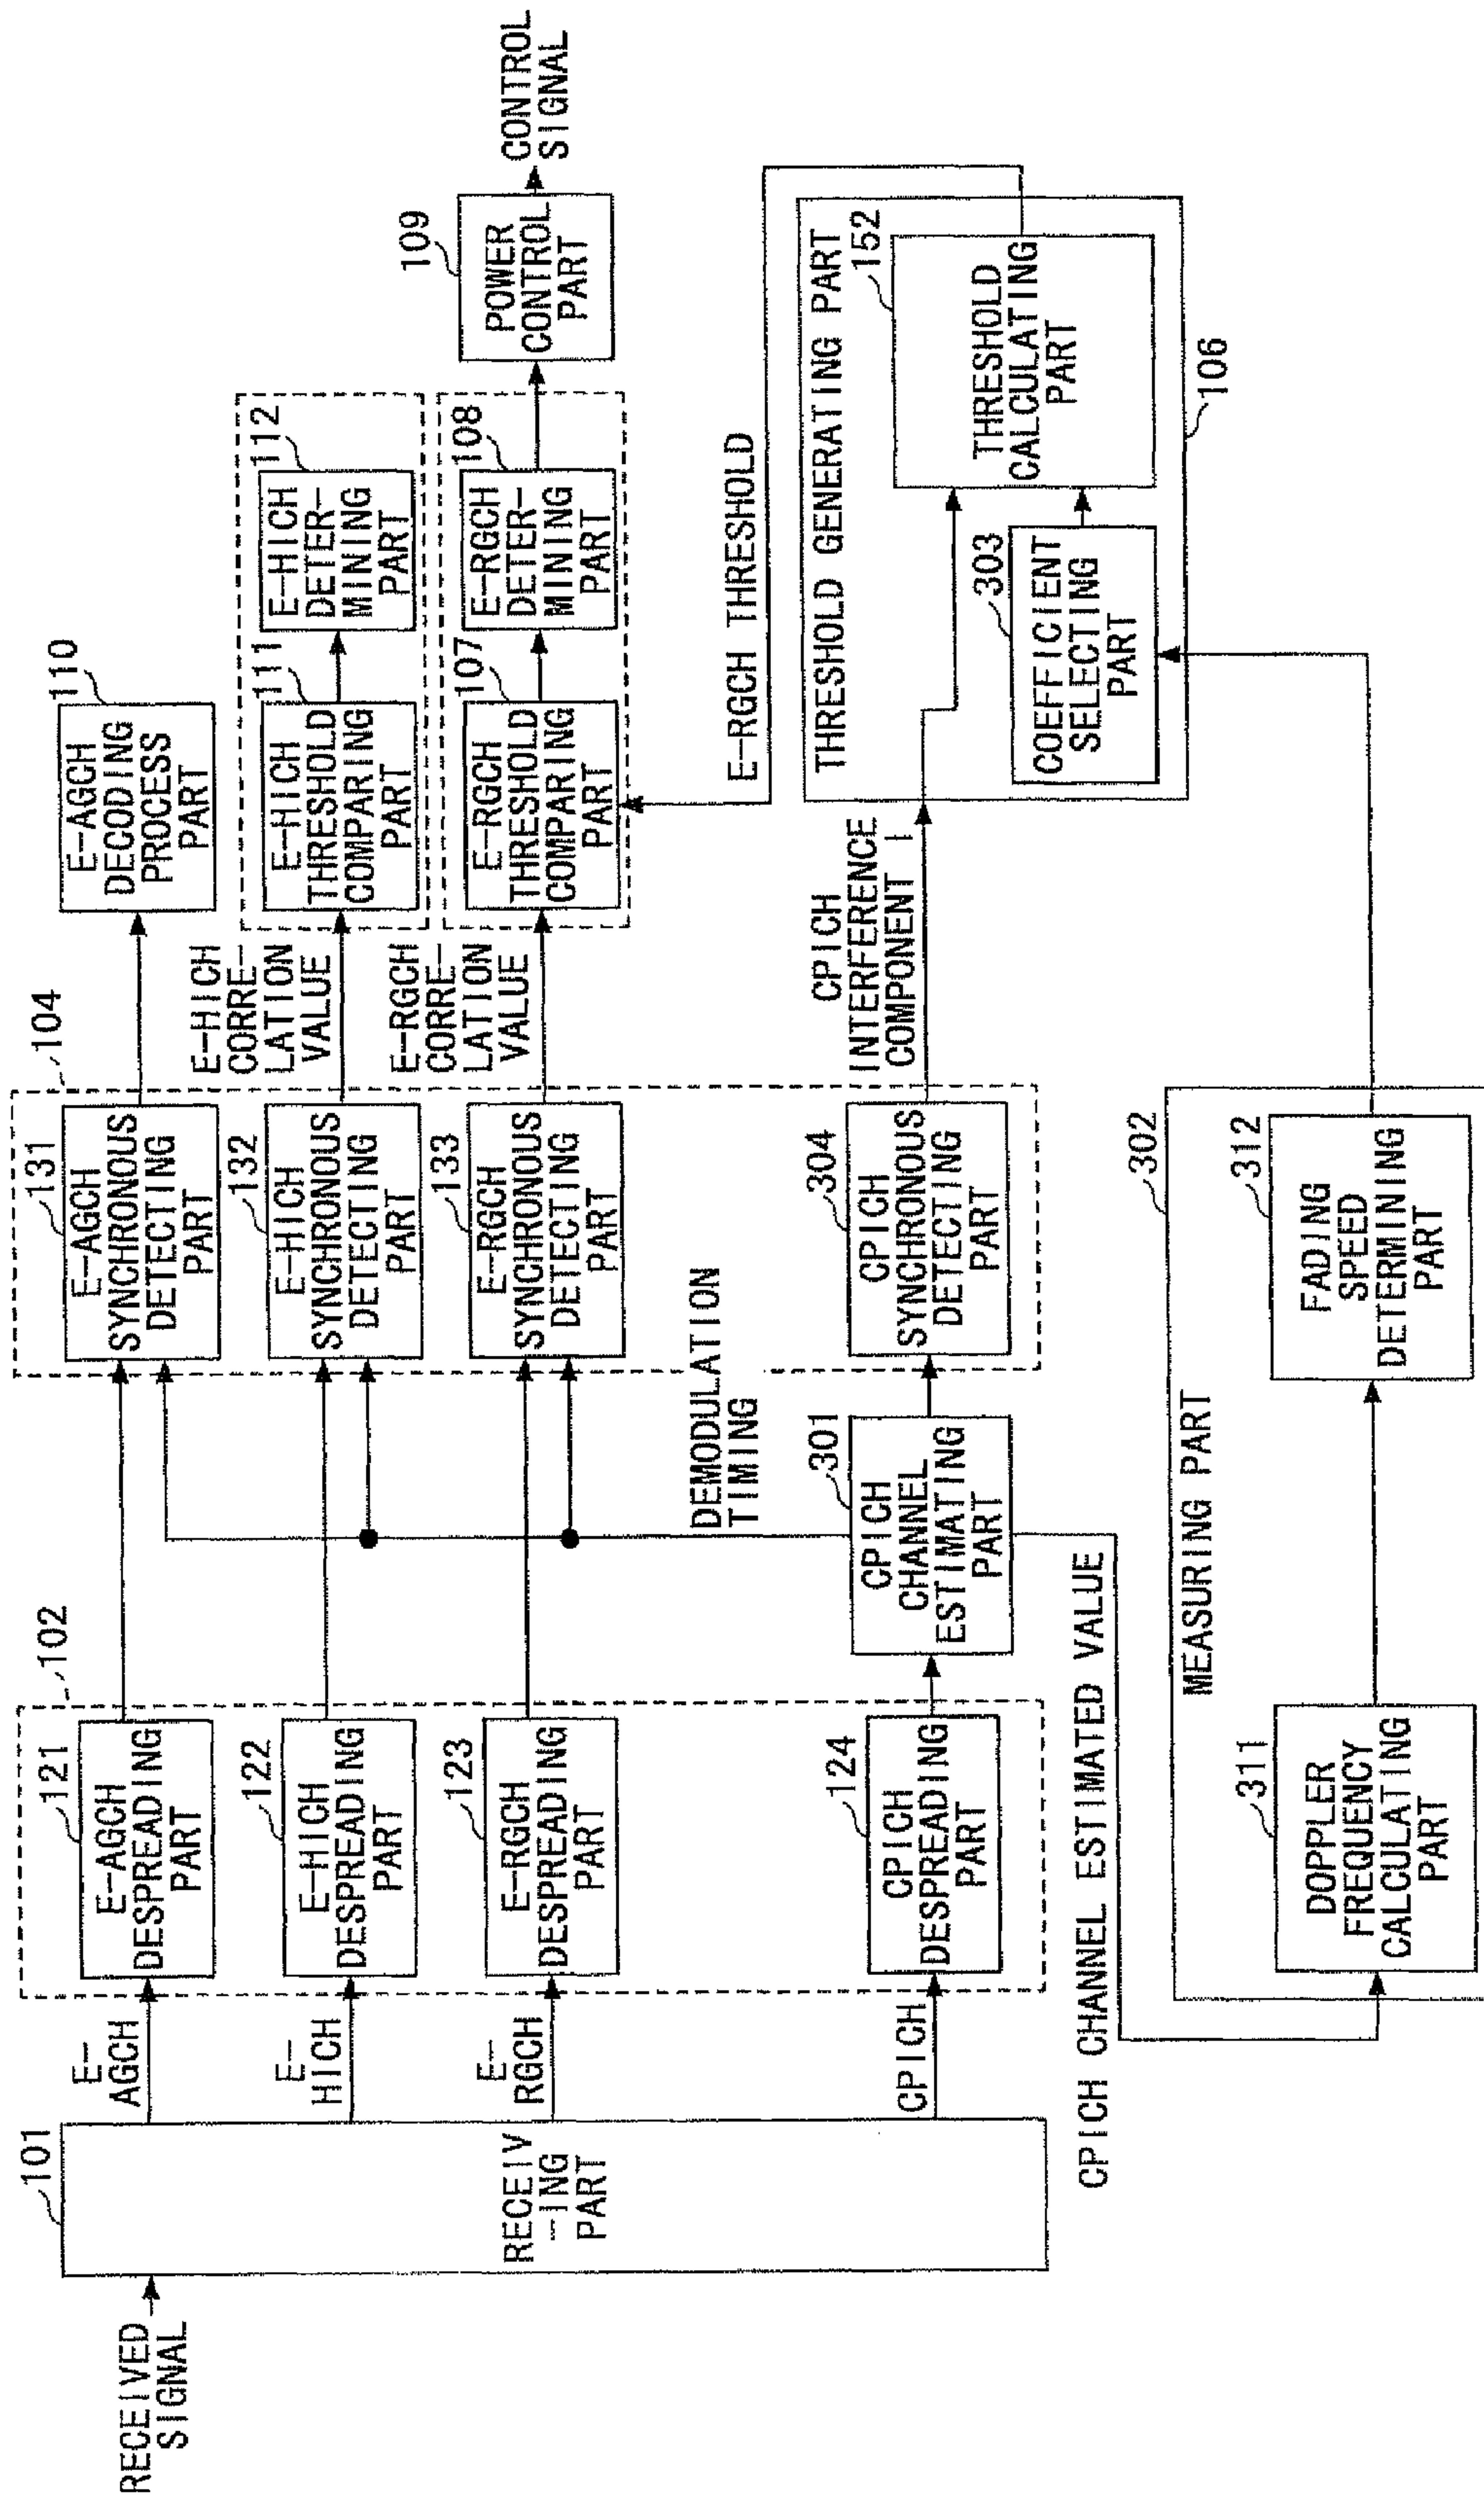 RECEIVED
SIGNAL
101
RECEIV
-ING
PART
E-
AGCH
E-
HICH
E-
RGCH
CPICH
102
121
E-AGCH
DESPREADING
PART
122
E-HICH
DESPREADING
PART
123
E-RGCH
DESPREADING
PART
124
CPICH
DESPREADING
PART
301
CPICH
CHANNEL
ESTIMATING
PART
DEMODULATION
TIMING
CPICH CHANNEL ESTIMATED VALUE
104
131
E-AGCH
SYNCHRONOUS
DETECTING
PART
132
E-HICH
SYNCHRONOUS
DETECTING
PART
133
E-RGCH
SYNCHRONOUS
DETECTING
PART
304
CPICH
SYNCHRONOUS
DETECTING
PART
302
MEASURING PART
311
DOPPLER
FREQUENCY
CALCULATING
PART
312
FADING
SPEED
DETERMINING
PART
E-HICH
CORRE-
LATION
VALUE
E-RGCH
CORRE-
LATION
VALUE
CPICH
INTERFERENCE
COMPONENT I
110
E-AGCH
DECODING
PROCESS
PART
111
E-HICH
THRESHOLD
COMPARING
PART
112
E-HICH
DETER-
MINING
PART
107
E-RGCH
THRESHOLD
COMPARING
PART
108
E-RGCH
DETER-
MINING
PART
109
POWER
CONTROL
PART
CONTROL
SIGNAL
E-RGCH THRESHOLD
THRESHOLD GENERATING PART
303
COEFFICIENT
SELECTING
PART
152
THRESHOLD
CALCULATING
PART
106